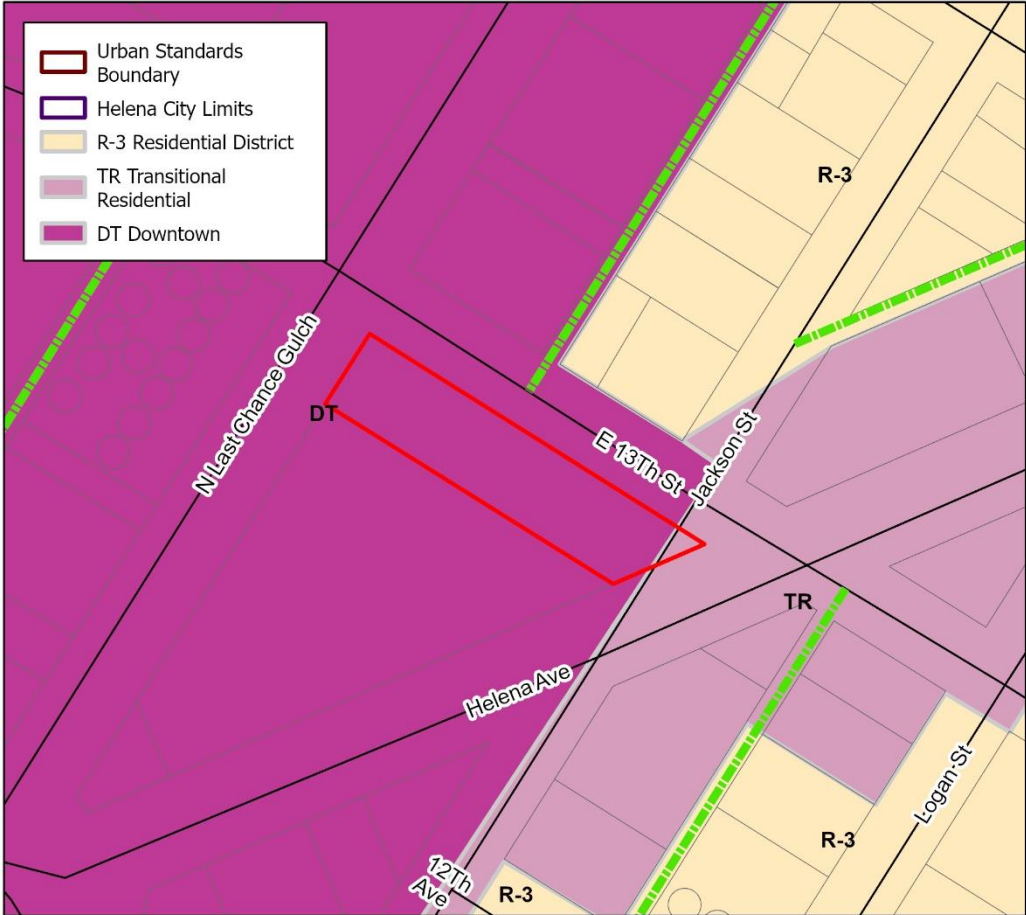 Urban Standards
Boundary
Helena City Limits
R-3 Residential District
TR Transitional
Residential
DT Downtown
R-3
N Last Chance Gulch
DT
E 13Th St
Jackson St
TR
Helena Ave
Logan St
R-3
12Th
Ave
R-3